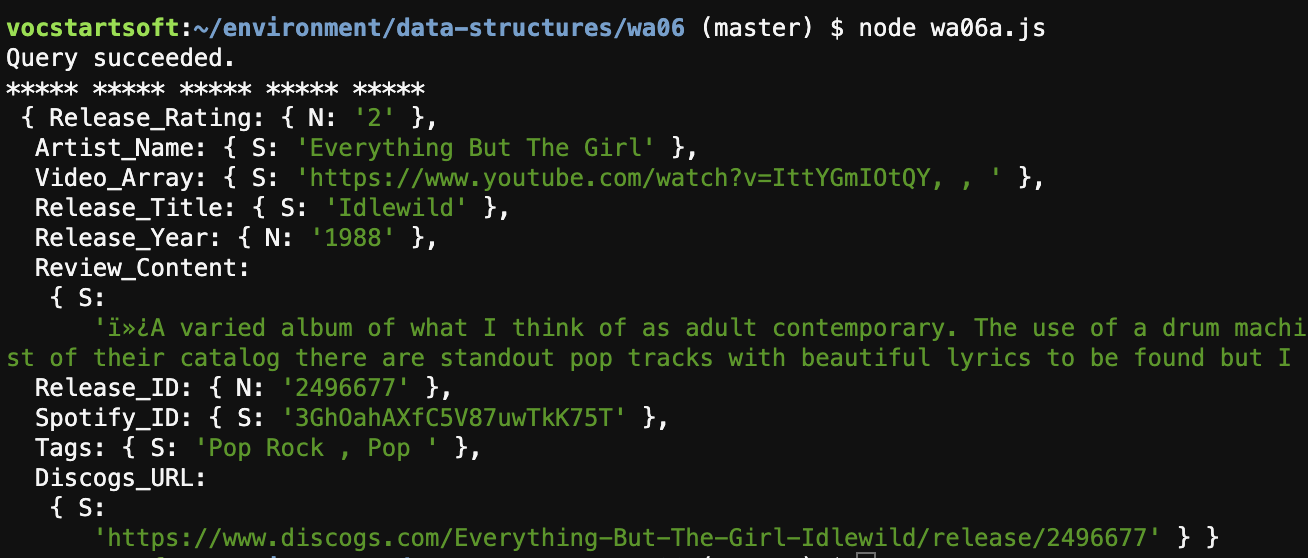 vocstartsoft:~/environment/data-structures/wa06 (master) $ node wa06a.js
Query succeeded.
***** ***** ***** ***** *****
 { Release_Rating: { N: '2' },
  Artist_Name: { S: 'Everything But The Girl' },
  Video_Array: { S: 'https://www.youtube.com/watch?v=IttYGmIOtQY, , ' },
  Release_Title: { S: 'Idlewild' },
  Release_Year: { N: '1988' },
  Review_Content:
   { S:
      'ï»¿A varied album of what I think of as adult contemporary. The use of a drum machi
st of their catalog there are standout pop tracks with beautiful lyrics to be found but I
  Release_ID: { N: '2496677' },
  Spotify_ID: { S: '3GhOahAXfC5V87uwTkK75T' },
  Tags: { S: 'Pop Rock , Pop ' },
  Discogs_URL:
   { S:
      'https://www.discogs.com/Everything-But-The-Girl-Idlewild/release/2496677' } }